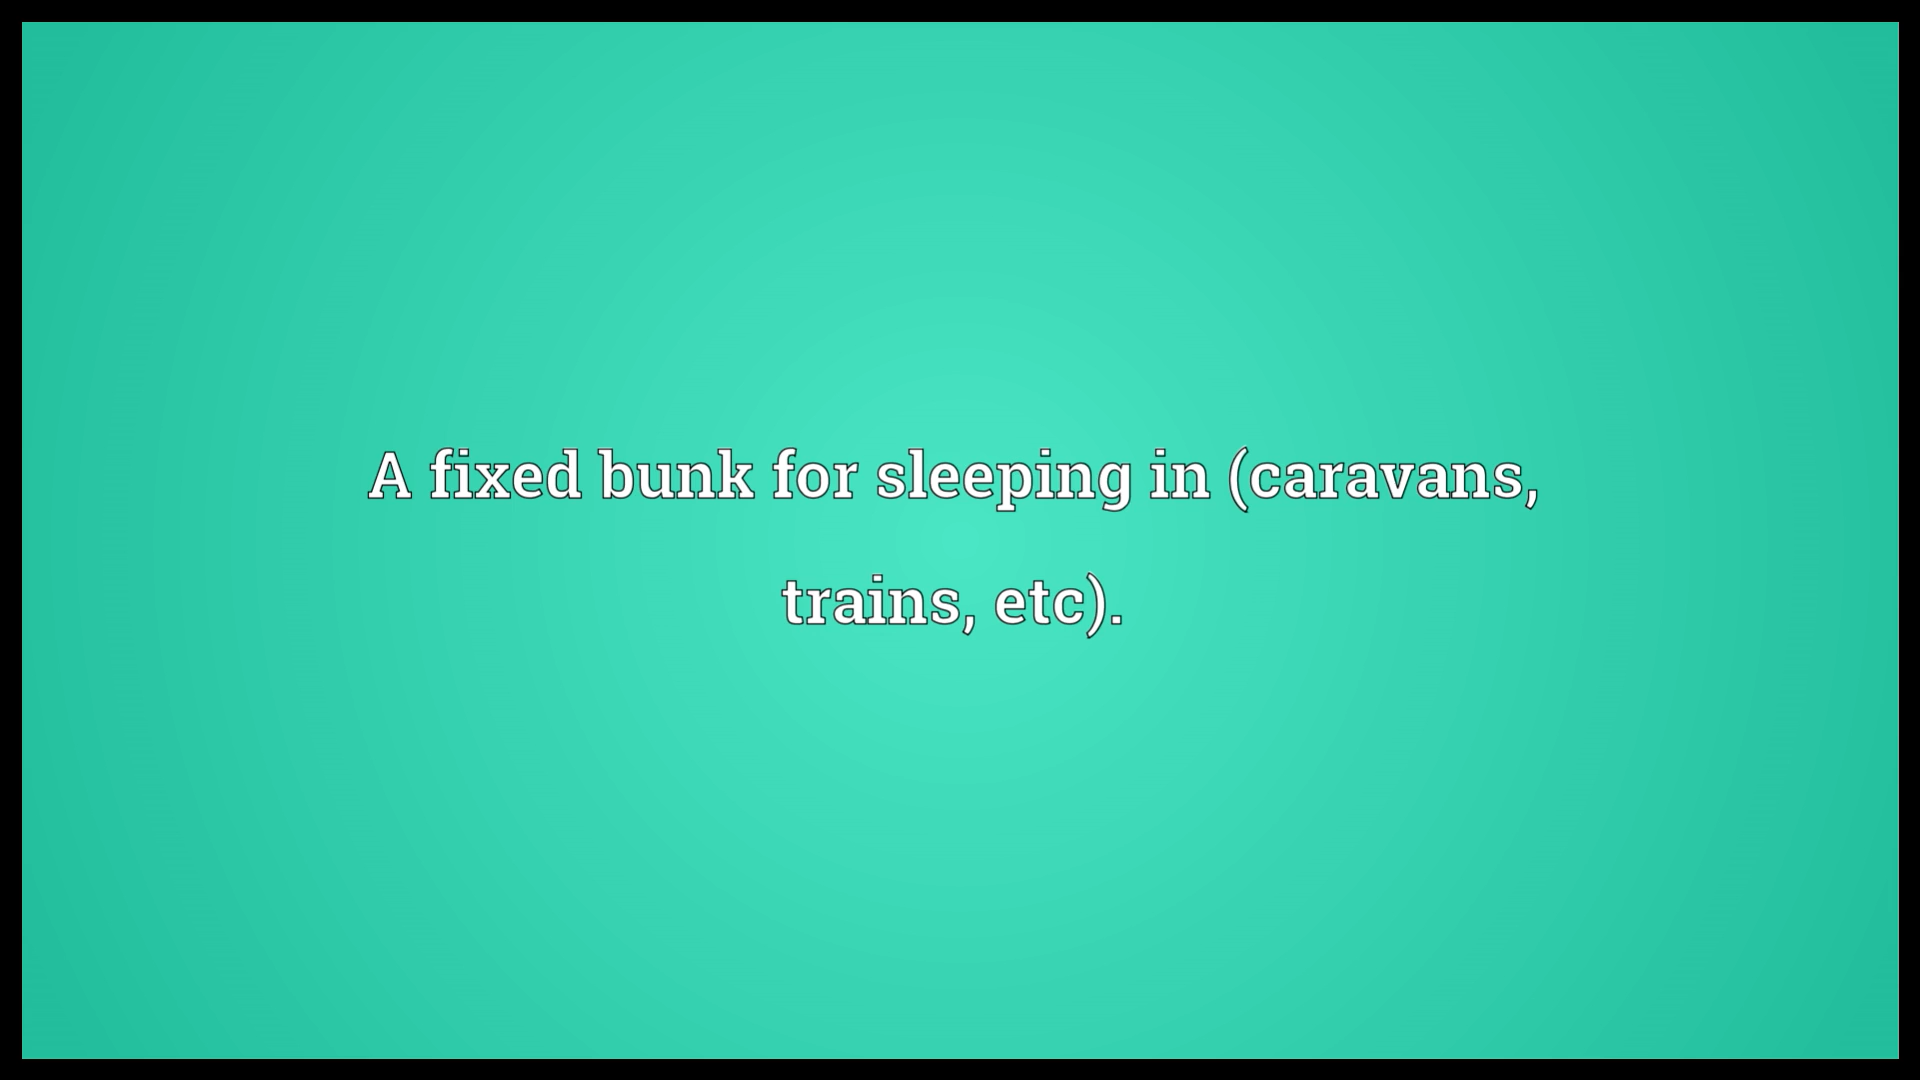 A fixed bunk for sleeping in (caravans,
trains, etc).